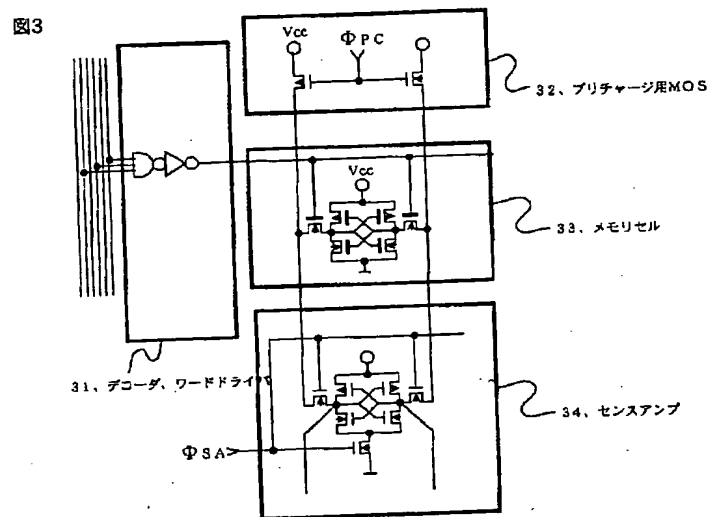 図3
Vcc
ΦPC
32、プリチャージ用MOS
Vcc
33、メモリセル
31、デコーダ、ワードドライバ
34、センスアンプ
ΦSA